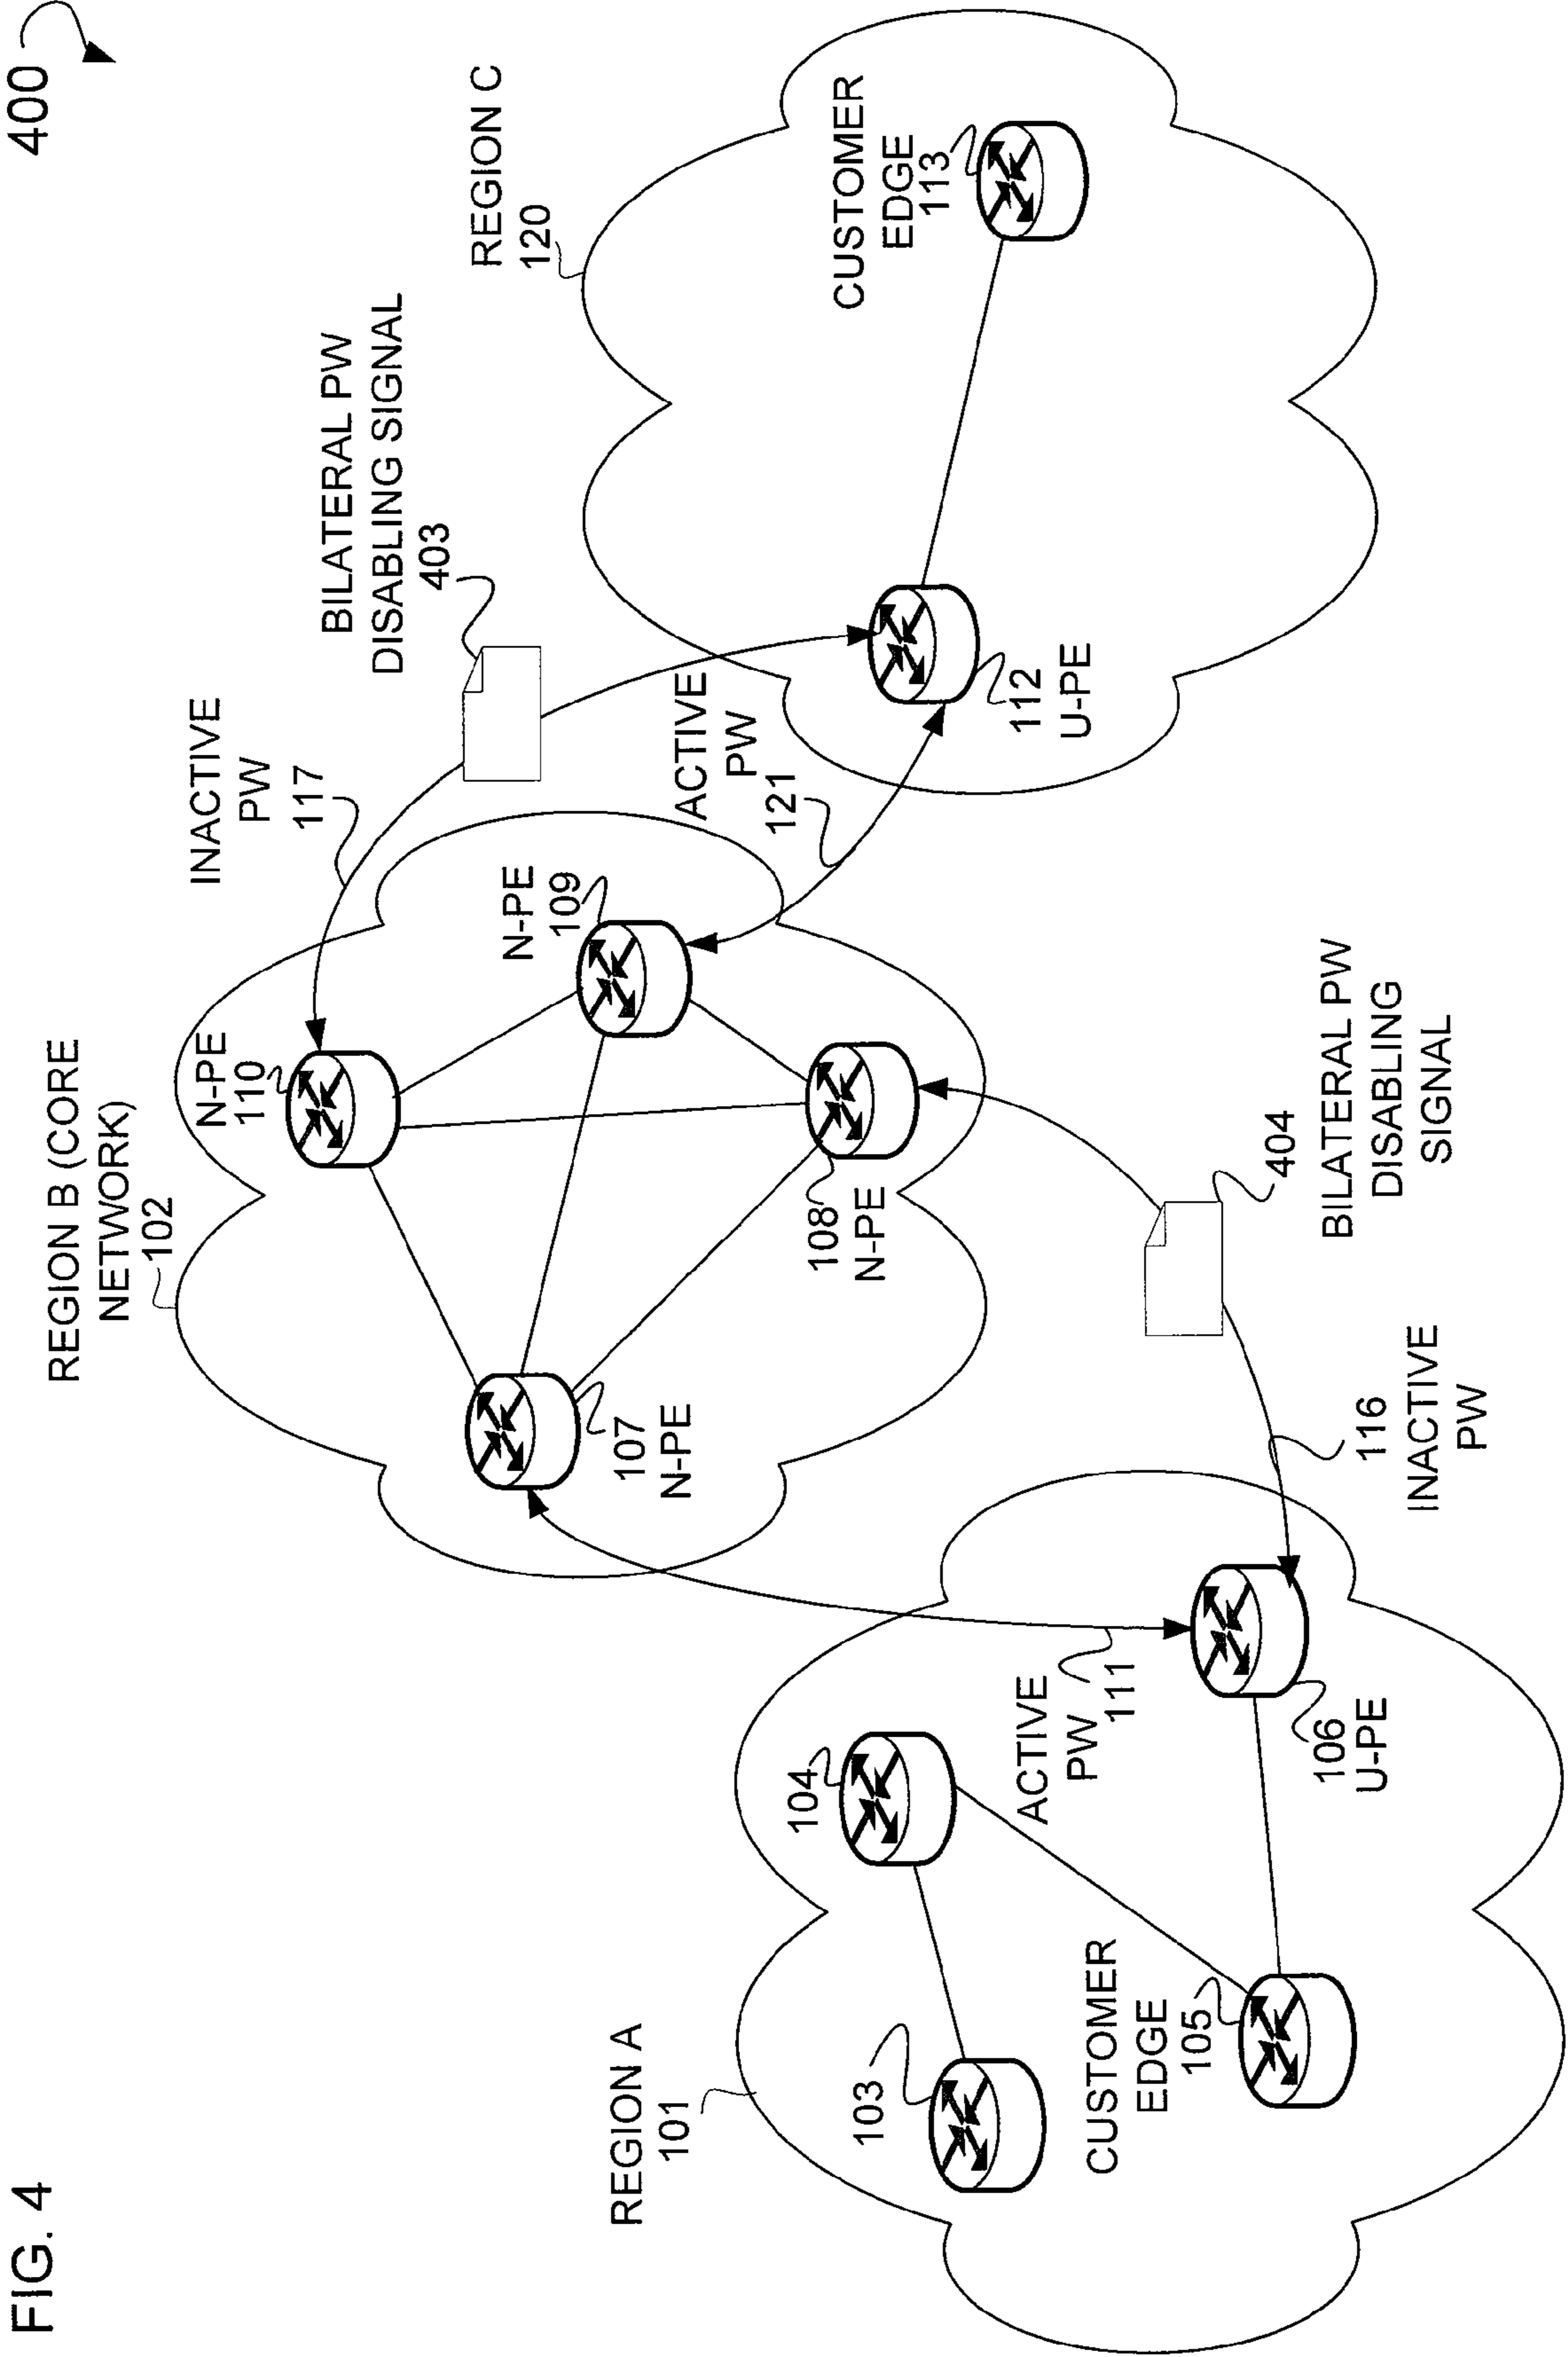 FIG. 4
400
REGION B (CORE
NETWORK)
102
INACTIVE
PW
117
BILATERAL PW
DISABLING SIGNAL
403
REGION C
120
N-PE
110
N-PE
109
ACTIVE
PW
121
CUSTOMER
EDGE
113
107
N-PE
108
N-PE
112
U-PE
REGION A
101
103
104
ACTIVE
PW
111
CUSTOMER
EDGE
105
106
U-PE
116
INACTIVE
PW
404
BILATERAL PW
DISABLING
SIGNAL